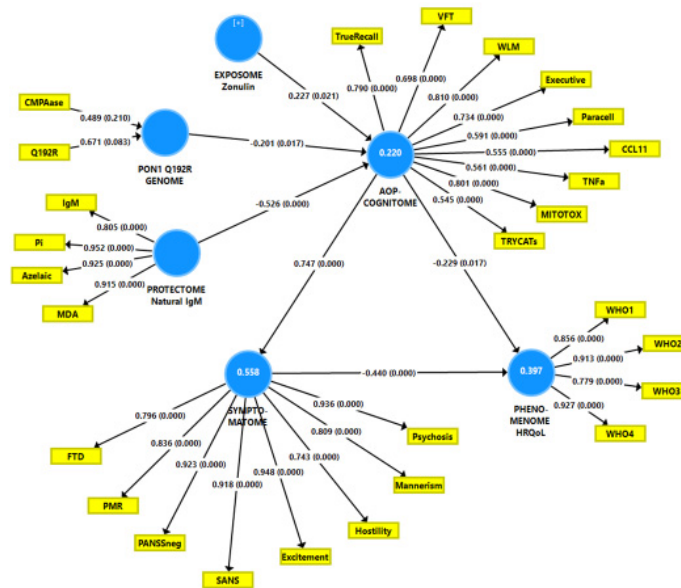 [+]
EXPOSOME
Zonulin
TrueRecall
VFT
WLM
Executive
Paracell
CCL11
TNFa
MITOTOX
TRYCATs
CMPAase
Q192R
0.489 (0.210)
0.671 (0.083)
PON1 Q192R
GENOME
0.227 (0.021)
-0.201 (0.017)
-0.526 (0.000)
0.790 (0.000)
0.698 (0.000)
0.810 (0.000)
0.734 (0.000)
0.591 (0.000)
0.555 (0.000)
0.561 (0.000)
0.801 (0.000)
0.545 (0.000)
0.220
AOP-
COGNITOME
IgM
Pi
Azelaic
MDA
0.805 (0.000)
0.952 (0.000)
0.925 (0.000)
0.915 (0.000)
PROTECTOME
Natural IgM
0.747 (0.000)
-0.229 (0.017)
0.558
SYMPTO-
MATOME
-0.440 (0.000)
0.397
PHENO-
MENOME
HRQoL
0.856 (0.000)
0.913 (0.000)
0.779 (0.000)
0.927 (0.000)
WHO1
WHO2
WHO3
WHO4
0.796 (0.000)
0.836 (0.000)
0.923 (0.000)
0.918 (0.000)
0.948 (0.000)
0.743 (0.000)
0.809 (0.000)
0.936 (0.000)
FTD
PMR
PANSSneg
SANS
Excitement
Hostility
Mannerism
Psychosis